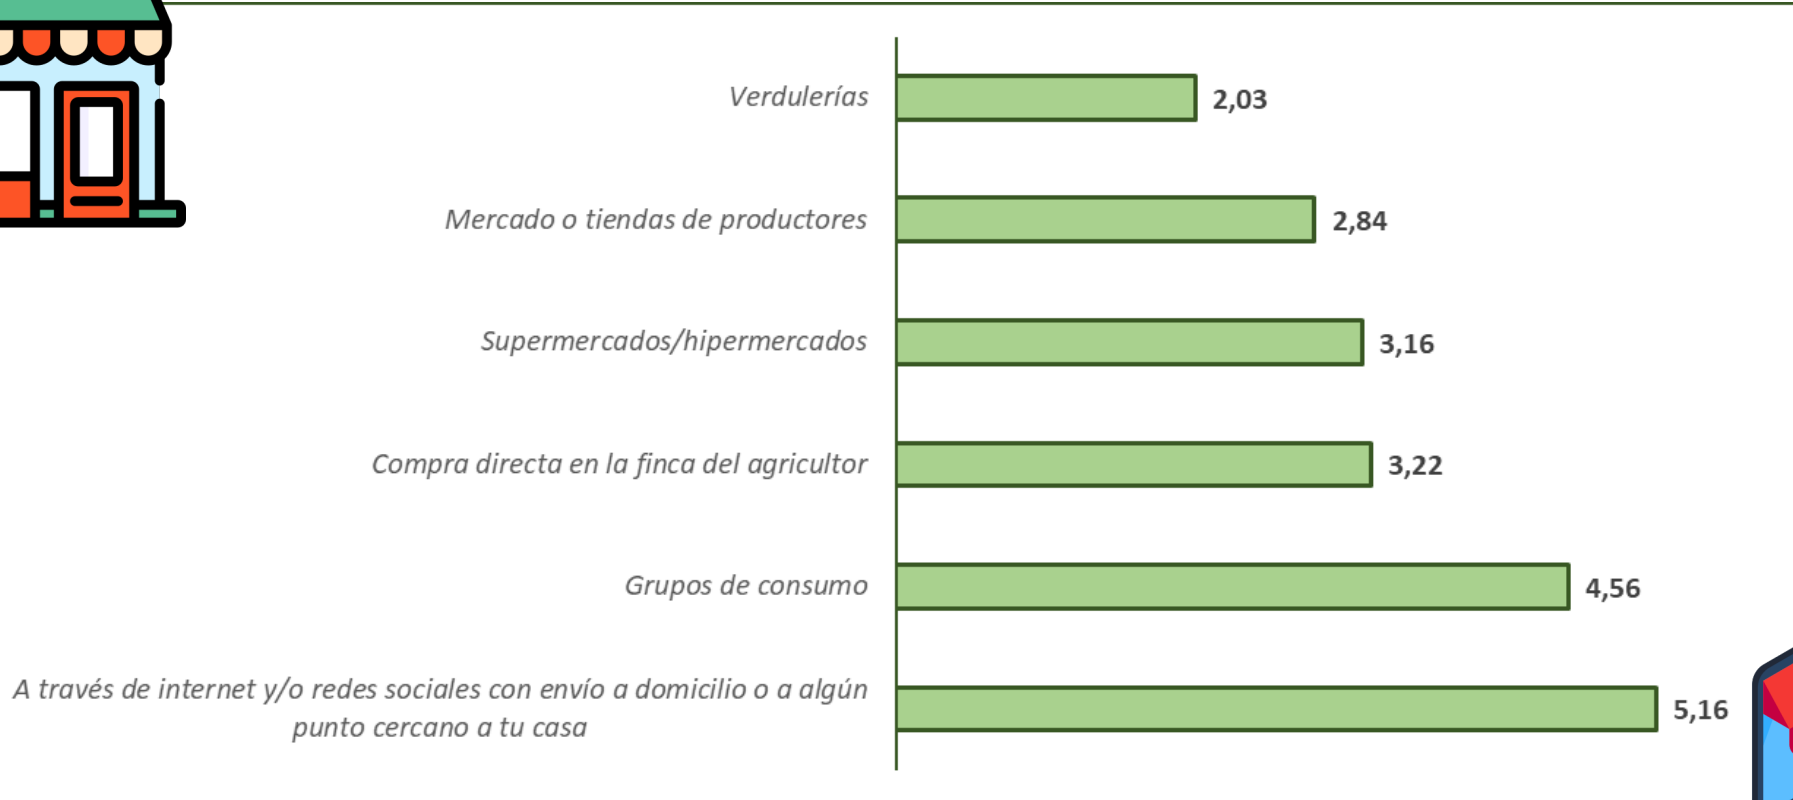 Verdulerías
2,03
Mercado o tiendas de productores
2,84
Supermercados/hipermercados
3,16
Compra directa en la finca del agricultor
3,22
Grupos de consumo
4,56
A través de internet y/o redes sociales con envío a domicilio o a algún
punto cercano a tu casa
5,16